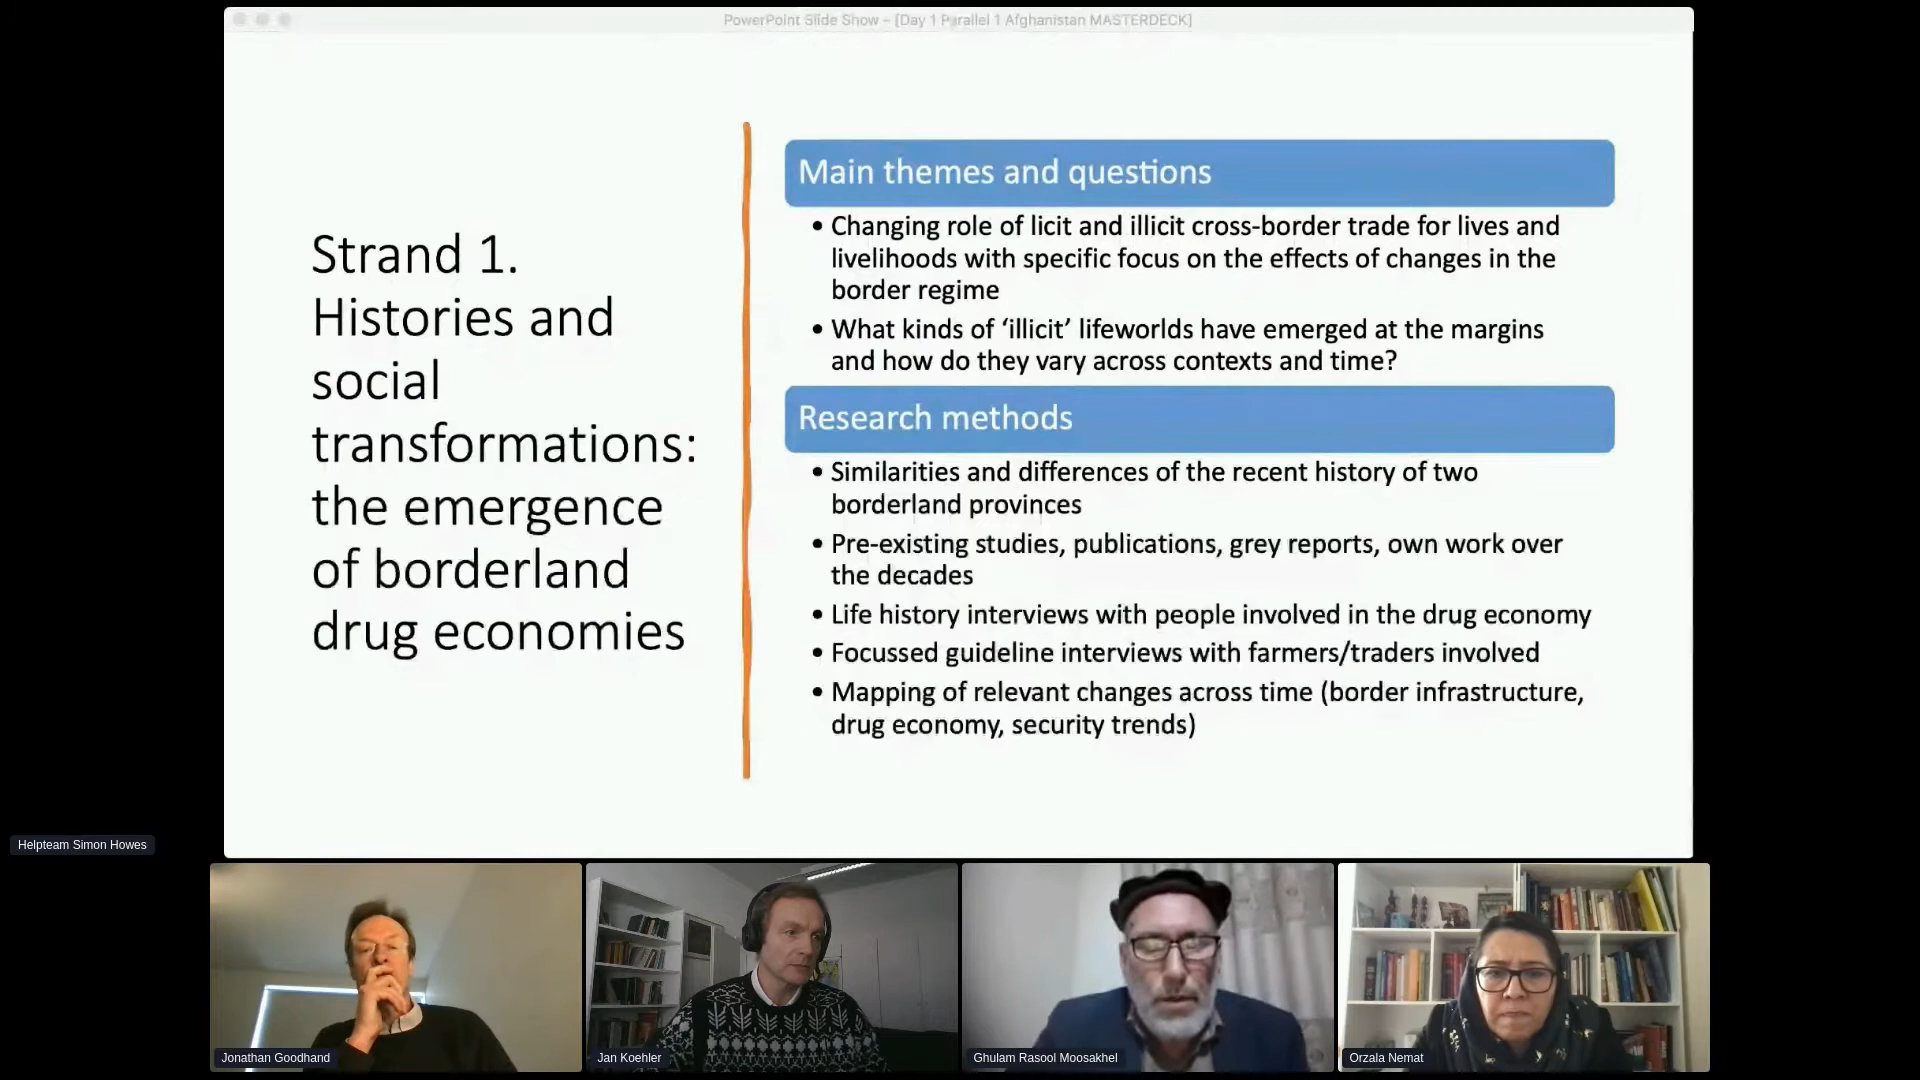 PowerPoint Slide Show – [Day 1 Parallel 1 Afghanistan MASTERDECK]
Strand 1.
Histories and
social
transformations:
the emergence
of borderland
drug economies
Main themes and questions
• Changing role of licit and illicit cross-border trade for lives and
livelihoods with specific focus on the effects of changes in the
border regime
• What kinds of ‘illicit’ lifeworlds have emerged at the margins
and how do they vary across contexts and time?
Research methods
• Similarities and differences of the recent history of two
borderland provinces
• Pre-existing studies, publications, grey reports, own work over
the decades
• Life history interviews with people involved in the drug economy
• Focussed guideline interviews with farmers/traders involved
• Mapping of relevant changes across time (border infrastructure,
drug economy, security trends)
Helpteam Simon Howes
Jonathan Goodhand
Jan Koehler
Ghulam Rasool Moosakhel
Orzala Nemat